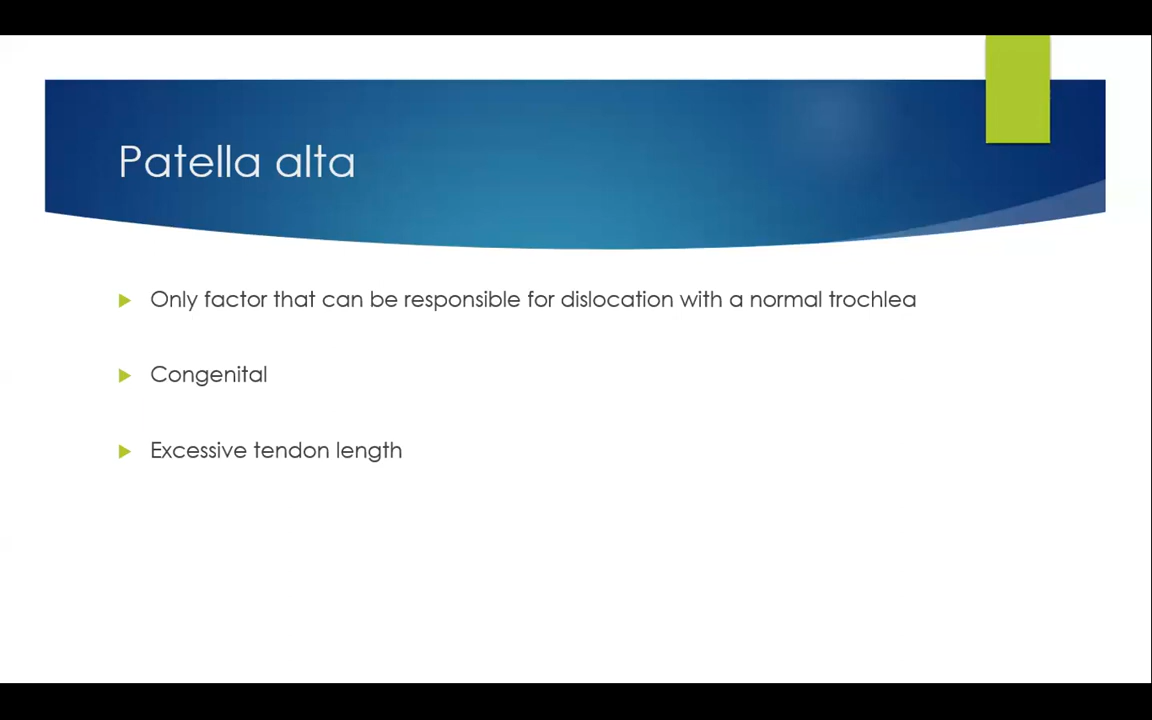 Patella alta
Only factor that can be responsible for dislocation with a normal trochlea
Congenital
Excessive tendon length